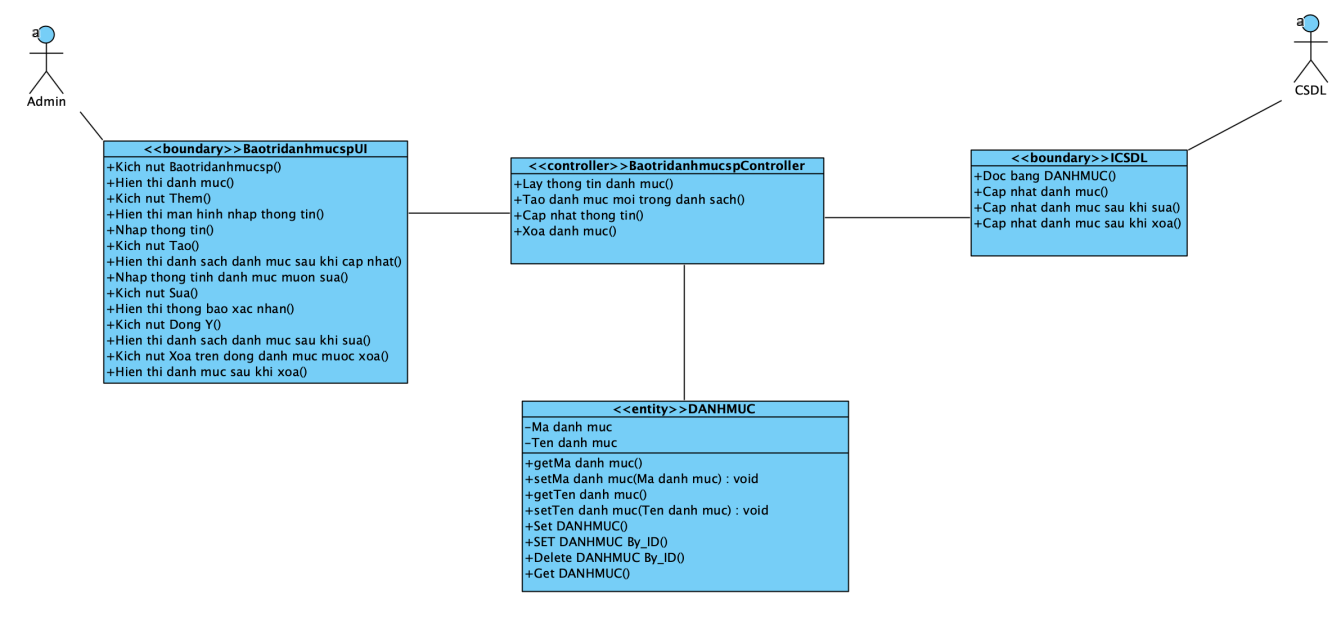 a
Admin
a
CSDL
<<boundary>>BaotridanhmucspUI
+Kich nut Baotridanhmucsp()
+Hien thi danh muc()
+Kich nut Them()
+Hien thi man hinh nhap thong tin()
+Nhap thong tin()
+Kich nut Tao()
+Hien thi danh sach danh muc sau khi cap nhat()
+Nhap thong tinh danh muc muon sua()
+Kich nut Sua()
+Hien thi thong bao xac nhan()
+Kich nut Dong Y()
+Hien thi danh sach danh muc sau khi sua()
+Kich nut Xoa tren dong danh muc muoc xoa()
+Hien thi danh muc sau khi xoa()
<<controller>>BaotridanhmucspController
+Lay thong tin danh muc()
+Tao danh muc moi trong danh sach()
+Cap nhat thong tin()
+Xoa danh muc()
<<boundary>>ICSDL
+Doc bang DANHMUC()
+Cap nhat danh muc()
+Cap nhat danh muc sau khi sua()
+Cap nhat danh muc sau khi xoa()
<<entity>>DANHMUC
-Ma danh muc
-Ten danh muc
+getMa danh muc()
+setMa danh muc(Ma danh muc) : void
+getTen danh muc()
+setTen danh muc(Ten danh muc) : void
+Set DANHMUC()
+SET DANHMUC By_ID()
+Delete DANHMUC By_ID()
+Get DANHMUC()